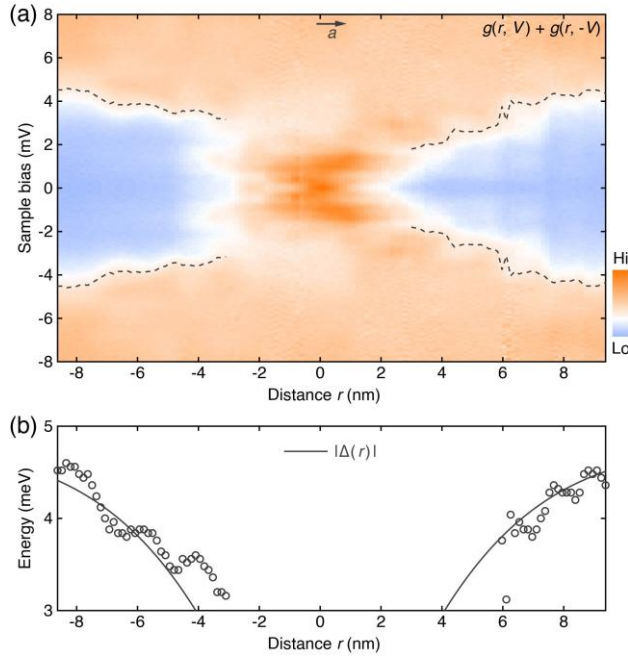 (a)
a
g(r, V) + g(r, -V)
8
6
4
2
0
-2
-4
-6
-8
Sample bias (mV)
-8 -6 -4 -2 0 2 4 6 8
Distance r (nm)
Hi
Lo
(b)
|Δ(r)|
5
4
3
Energy (meV)
-8 -6 -4 -2 0 2 4 6 8
Distance r (nm)